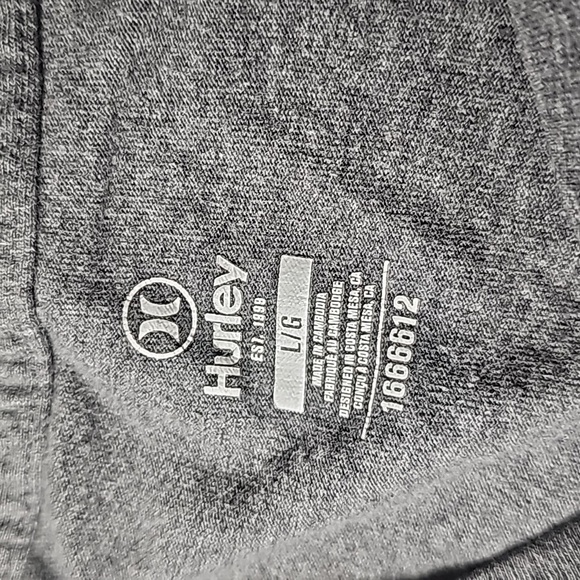 Hurley
EST. 1999
L/G
MADE IN CAMBODIA
FABRIQUÉ AU CAMBODGE
DESIGNED IN COSTA MESA, CA
CONÇU À COSTA MESA, CA
1666612